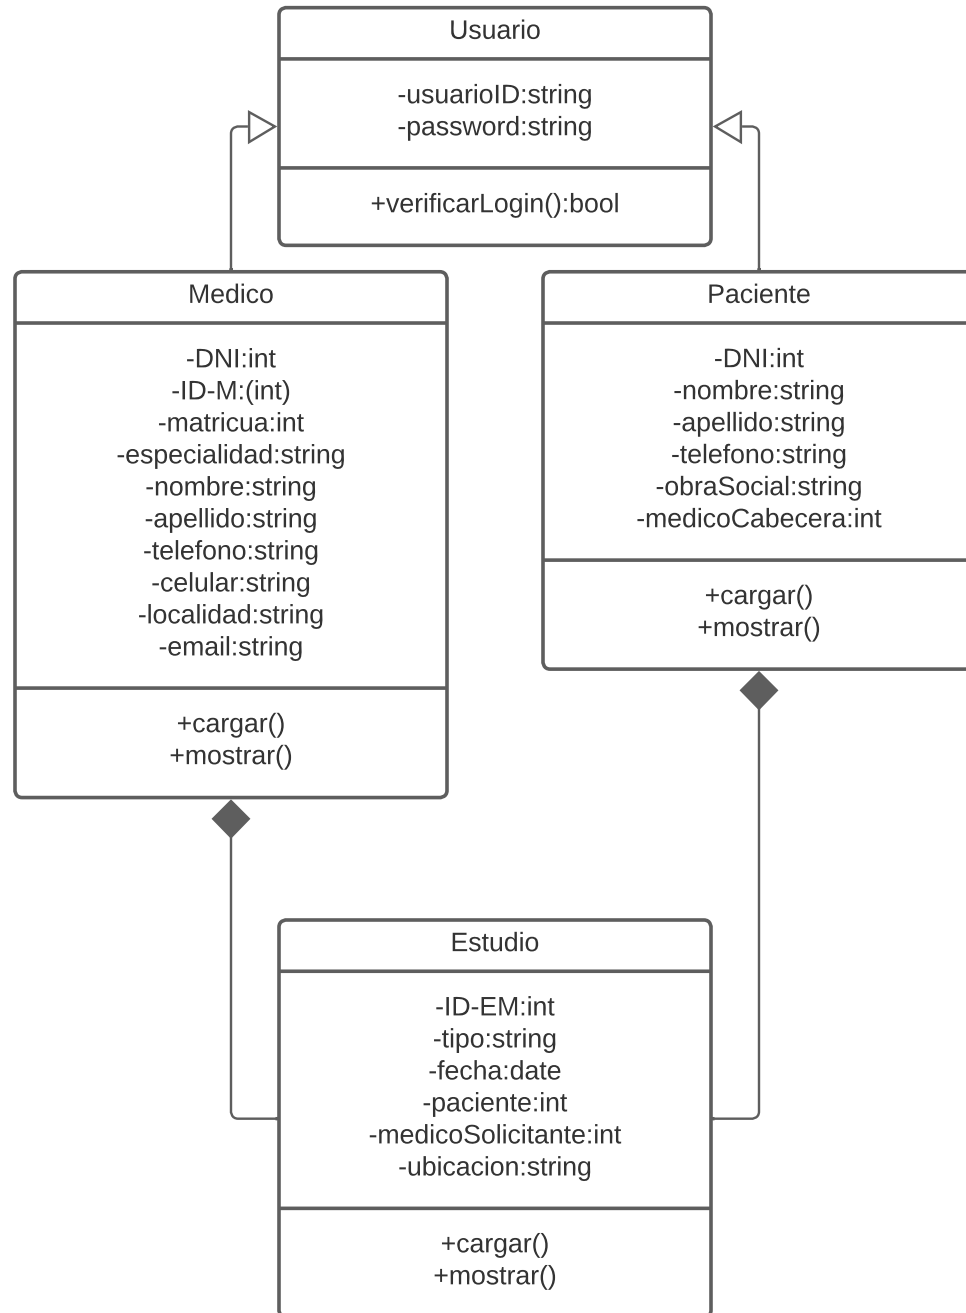 Usuario
-usuarioID:string
-password:string
+verificarLogin():bool
Medico
-DNI:int
-ID-M:(int)
-matricua:int
-especialidad:string
-nombre:string
-apellido:string
-telefono:string
-celular:string
-localidad:string
-email:string
+cargar()
+mostrar()
Paciente
-DNI:int
-nombre:string
-apellido:string
-telefono:string
-obraSocial:string
-medicoCabecera:int
+cargar()
+mostrar()
Estudio
-ID-EM:int
-tipo:string
-fecha:date
-paciente:int
-medicoSolicitante:int
-ubicacion:string
+cargar()
+mostrar()